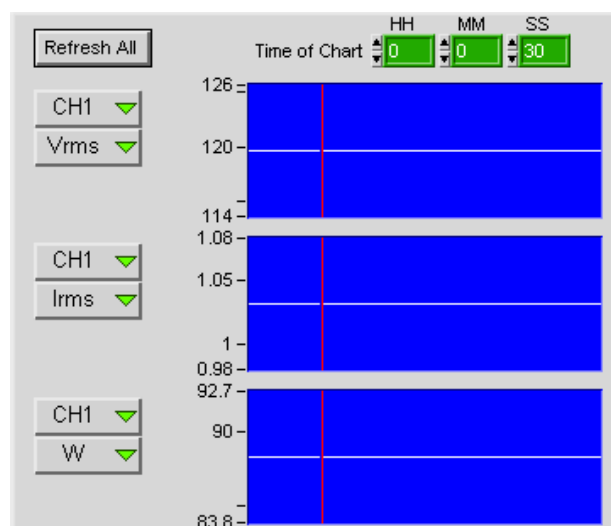 HH MM SS
Refresh All Time of Chart 0 0 30
126
CH1
Vrms 120
114
1.08
CH1 1.05
Irms
1
0.98
92.7
CH1 90
W
83.8